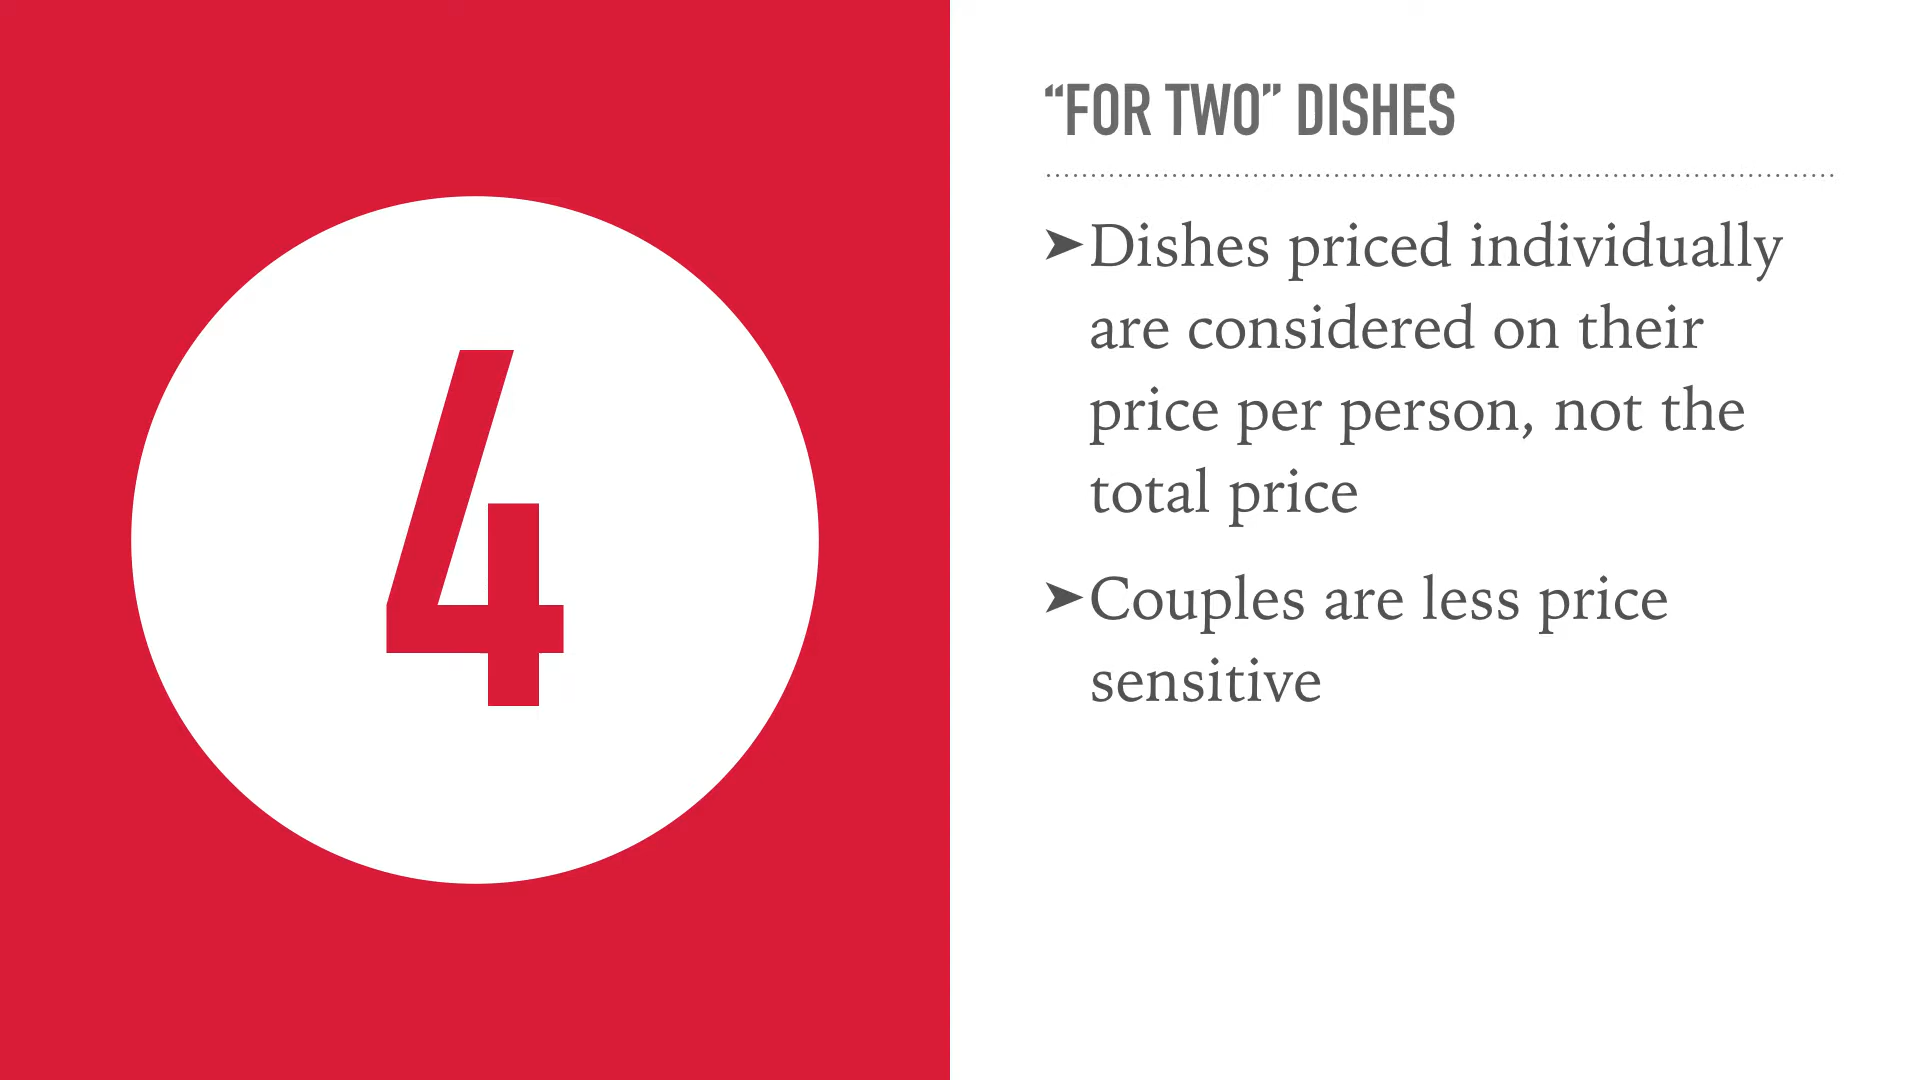 4
“FOR TWO” DISHES
➤Dishes priced individually
are considered on their
price per person, not the
total price
➤Couples are less price
sensitive